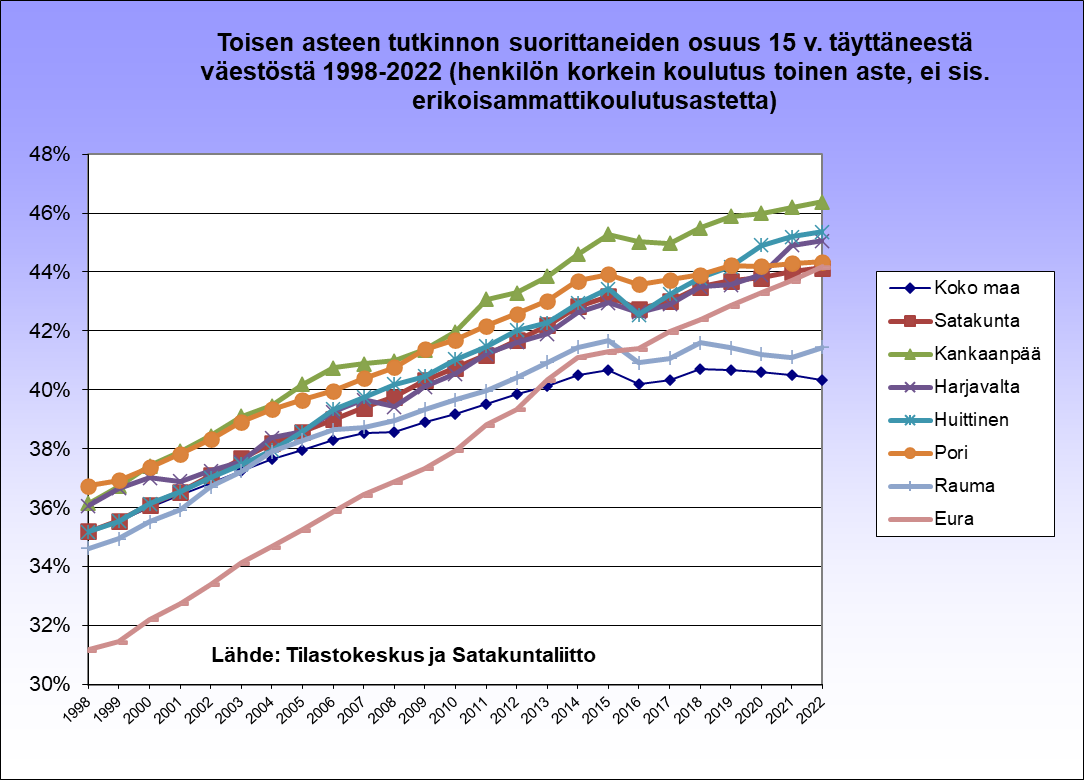 Toisen asteen tutkinnon suorittaneiden osuus 15 v. täyttäneestä
väestöstä 1998-2022 (henkilön korkein koulutus toinen aste, ei sis.
erikoisammattikoulutusastetta)
48%
46%
44%
42%
40%
38%
36%
34%
32%
30%
Koko maa
Satakunta
Kankaanpää
Harjavalta
Huittinen
Pori
Rauma
Eura
Lähde: Tilastokeskus ja Satakuntaliitto
1998
1999
2000
2001
2002
2003
2004
2005
2006
2007
2008
2009
2010
2011
2012
2013
2014
2015
2016
2017
2018
2019
2020
2021
2022